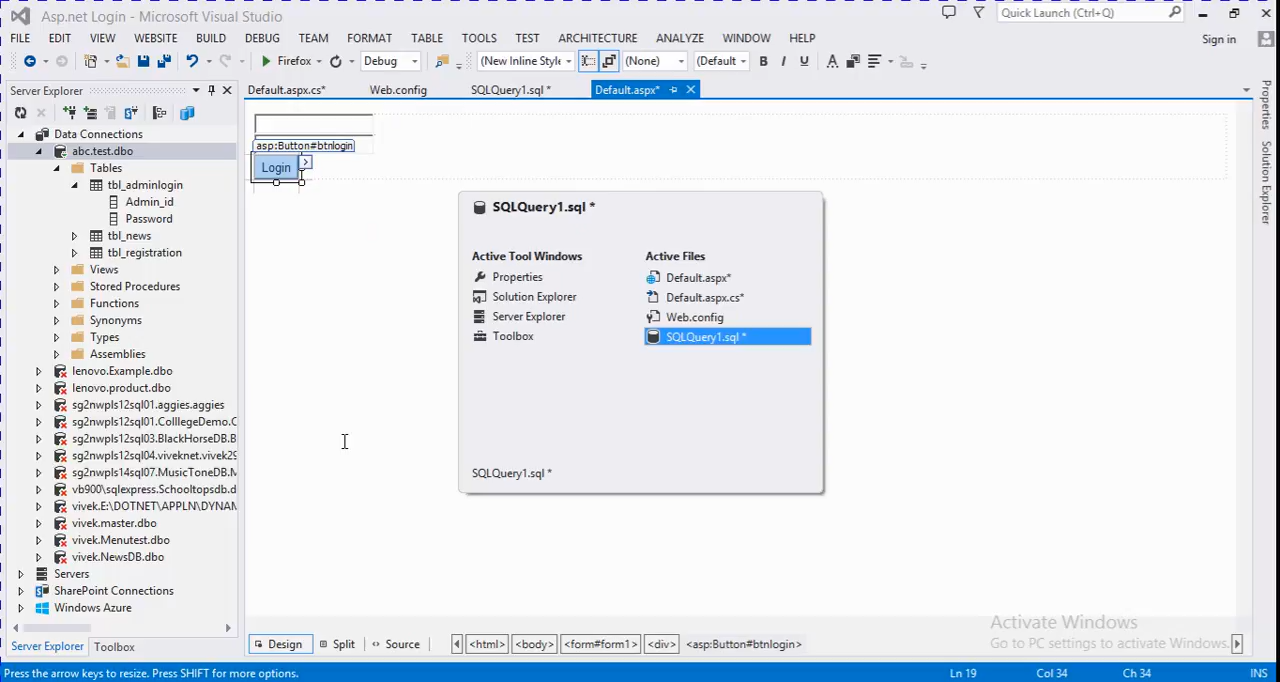 Asp.net Login - Microsoft Visual Studio
Quick Launch (Ctrl+Q)
FILE EDIT VIEW WEBSITE BUILD DEBUG TEAM FORMAT TABLE TOOLS TEST ARCHITECTURE ANALYZE WINDOW HELP
Sign in
Firefox Debug (New Inline Style (None) (Default B I U A
Server Explorer
Default.aspx.cs* Web.config SQLQuery1.sql * Default.aspx*
Data Connections
abc.test.dbo
Tables
tbl_adminlogin
Admin_id
Password
tbl_news
tbl_registration
Views
Stored Procedures
Functions
Synonyms
Types
Assemblies
lenovo.Example.dbo
lenovo.product.dbo
sg2nwpls12sql01.aggies.aggies
sg2nwpls12sql01.ColllegeDemo.C
sg2nwpls12sql03.BlackHorseDB.B
sg2nwpls12sql04.viveknet.vivek29
sg2nwpls14sql07.MusicToneDB.M
vb900\sqlexpress.Schooltopsdb.d
vivek.E:\DOTNET\APPLN\DYNAM
vivek.master.dbo
vivek.Menutest.dbo
vivek.NewsDB.dbo
Servers
SharePoint Connections
Windows Azure
Server Explorer Toolbox
asp:Button#btnlogin
Login
SQLQuery1.sql *
Active Tool Windows
Properties
Solution Explorer
Server Explorer
Toolbox
Active Files
Default.aspx*
Default.aspx.cs*
Web.config
SQLQuery1.sql *
SQLQuery1.sql *
Properties
Solution Explorer
Activate Windows
Go to PC settings to activate Windows.
Design Split Source <html> <body> <form#form1> <div> <asp:Button#btnlogin>
Press the arrow keys to resize. Press SHIFT for more options. Ln 19 Col 34 Ch 34 INS